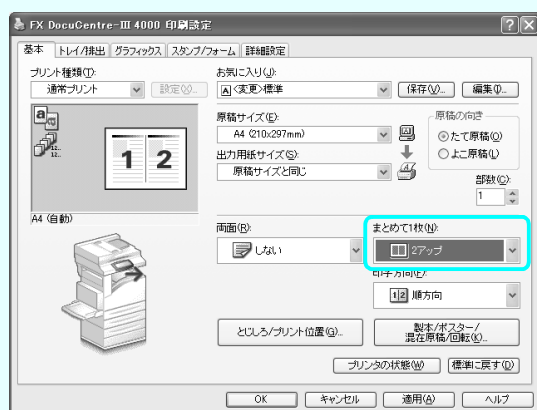 FX DocuCentre-III 4000 印刷設定
基本 トレイ/排出 グラフィックス スタンプ/フォーム 詳細設定
プリント種類(T):
通常プリント 設定(X)...
お気に入り(J):
A <変更>標準 保存(V)... 編集(I)...
原稿サイズ(E):
A4 (210x297mm)
出力用紙サイズ(S):
原稿サイズと同じ
原稿の向き
たて原稿(O)
よこ原稿(L)
部数(C):
1
a
12..
12..
1 2
A4 (自動)
両面(R):
しない
まとめて1枚(N):
2アップ
印字方向(F):
12 順方向
とじしろ/プリント位置(G)...
製本/ポスター/
混在原稿/回転(K)...
プリンタの状態(W) 標準に戻す(D)
OK キャンセル 適用(A) ヘルプ